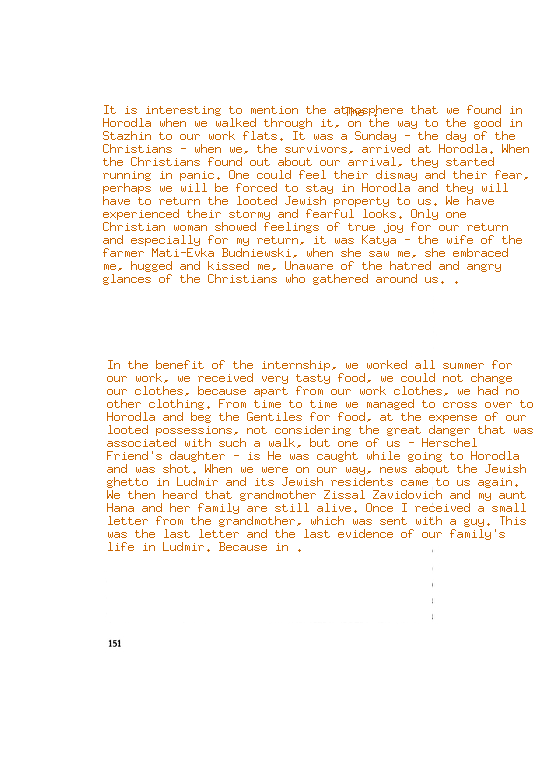 It is interesting to mention the atmosphere that we found in
Horodla when we walked through it, on the way to the good in
Stazhin to our work flats. It was a Sunday - the day of the
Christians - when we, the survivors, arrived at Horodla. When
the Christians found out about our arrival, they started
running in panic. One could feel their dismay and their fear,
perhaps we will be forced to stay in Horodla and they will
have to return the looted Jewish property to us. We have
experienced their stormy and fearful looks. Only one
Christian woman showed feelings of true joy for our return
and especially for my return, it was Katya - the wife of the
farmer Mati-Evka Budniewski, when she saw me, she embraced
me, hugged and kissed me, Unaware of the hatred and angry
glances of the Christians who gathered around us. .
In the benefit of the internship, we worked all summer for
our work, we received very tasty food, we could not change
our clothes, because apart from our work clothes, we had no
other clothing. From time to time we managed to cross over to
Horodla and beg the Gentiles for food, at the expense of our
looted possessions, not considering the great danger that was
associated with such a walk, but one of us - Herschel
Friend's daughter - is He was caught while going to Horodla
and was shot. When we were on our way, news about the Jewish
ghetto in Ludmir and its Jewish residents came to us again.
We then heard that grandmother Zissal Zavidovich and my aunt
Hana and her family are still alive. Once I received a small
letter from the grandmother, which was sent with a guy. This
was the last letter and the last evidence of our family's
life in Ludmir. Because in .
151